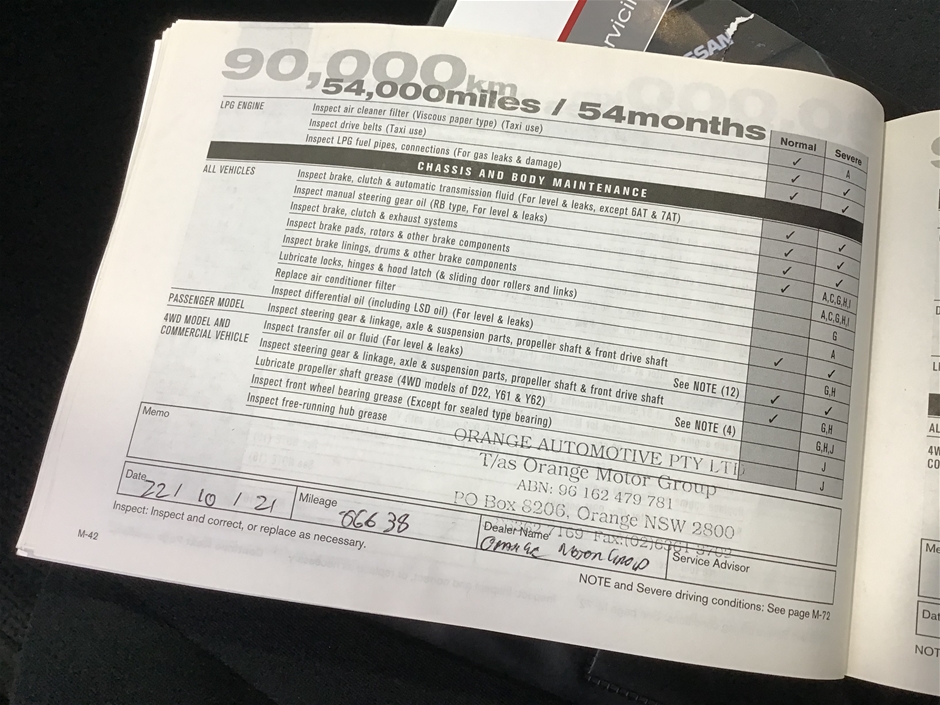 rvicin
NISSAN
90,000km
54,000miles / 54months
Normal Severe
LPG ENGINE Inspect air cleaner filter (Viscous paper type) (Taxi use) ✓ A
Inspect drive belts (Taxi use) ✓ ✓
Inspect LPG fuel pipes, connections (For gas leaks & damage) ✓ ✓
CHASSIS AND BODY MAINTENANCE
ALL VEHICLES Inspect brake, clutch & automatic transmission fluid (For level & leaks, except 6AT & 7AT) ✓ ✓
Inspect manual steering gear oil (RB type, For level & leaks) ✓ ✓
Inspect brake, clutch & exhaust systems ✓ ✓
Inspect brake pads, rotors & other brake components ✓ A,C,G,H,I
Inspect brake linings, drums & other brake components A,C,G,H,I
Lubricate locks, hinges & hood latch (& sliding door rollers and links) G
Replace air conditioner filter A
Inspect differential oil (including LSD oil) (For level & leaks) ✓ ✓
PASSENGER MODEL Inspect steering gear & linkage, axle & suspension parts, propeller shaft & front drive shaft G,H
4WD MODEL AND COMMERCIAL VEHICLE Inspect transfer oil or fluid (For level & leaks) See NOTE (12) ✓ ✓
Inspect steering gear & linkage, axle & suspension parts, propeller shaft & front drive shaft ✓ G,H
Lubricate propeller shaft grease (4WD models of D22, Y61 & Y62) See NOTE (4) G,H,J
Inspect front wheel bearing grease (Except for sealed type bearing) J
Inspect free-running hub grease J
Memo
ORANGE AUTOMOTIVE PTY LTD
T/as Orange Motor Group
ABN: 96 162 479 781
PO Box 8206, Orange NSW 2800
7169 Fax:(02)
Date 22/ 10 / 21 Mileage 066638 Dealer Name Orange Motor Group Service Advisor
Inspect: Inspect and correct, or replace as necessary.
NOTE and Severe driving conditions: See page M-72
M-42
Me
Dat
NOT